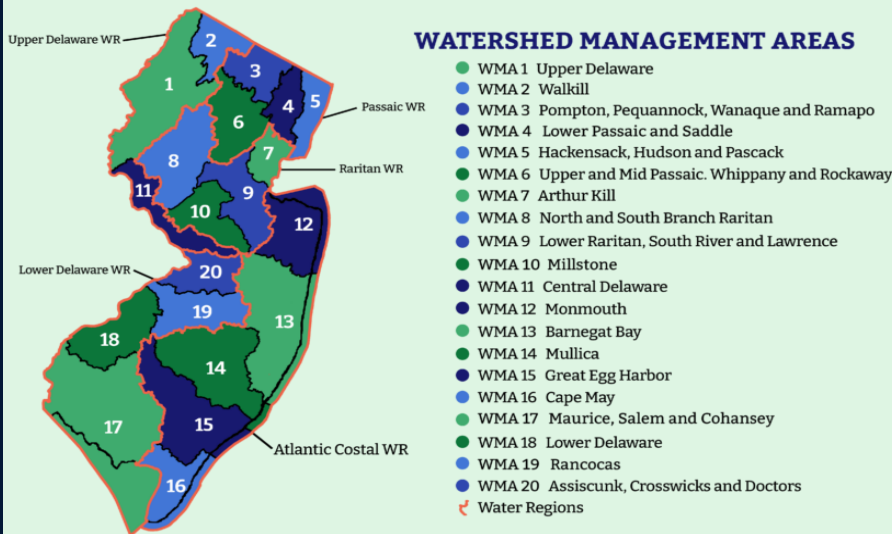 WATERSHED MANAGEMENT AREAS
Upper Delaware WR
Passaic WR
Raritan WR
Lower Delaware WR
Atlantic Costal WR
1
2
3
4
5
6
7
8
9
10
11
12
13
14
15
16
17
18
19
20
WMA 1 Upper Delaware
WMA 2 Walkill
WMA 3 Pompton, Pequannock, Wanaque and Ramapo
WMA 4 Lower Passaic and Saddle
WMA 5 Hackensack, Hudson and Pascack
WMA 6 Upper and Mid Passaic. Whippany and Rockaway
WMA 7 Arthur Kill
WMA 8 North and South Branch Raritan
WMA 9 Lower Raritan, South River and Lawrence
WMA 10 Millstone
WMA 11 Central Delaware
WMA 12 Monmouth
WMA 13 Barnegat Bay
WMA 14 Mullica
WMA 15 Great Egg Harbor
WMA 16 Cape May
WMA 17 Maurice, Salem and Cohansey
WMA 18 Lower Delaware
WMA 19 Rancocas
WMA 20 Assiscunk, Crosswicks and Doctors
Water Regions